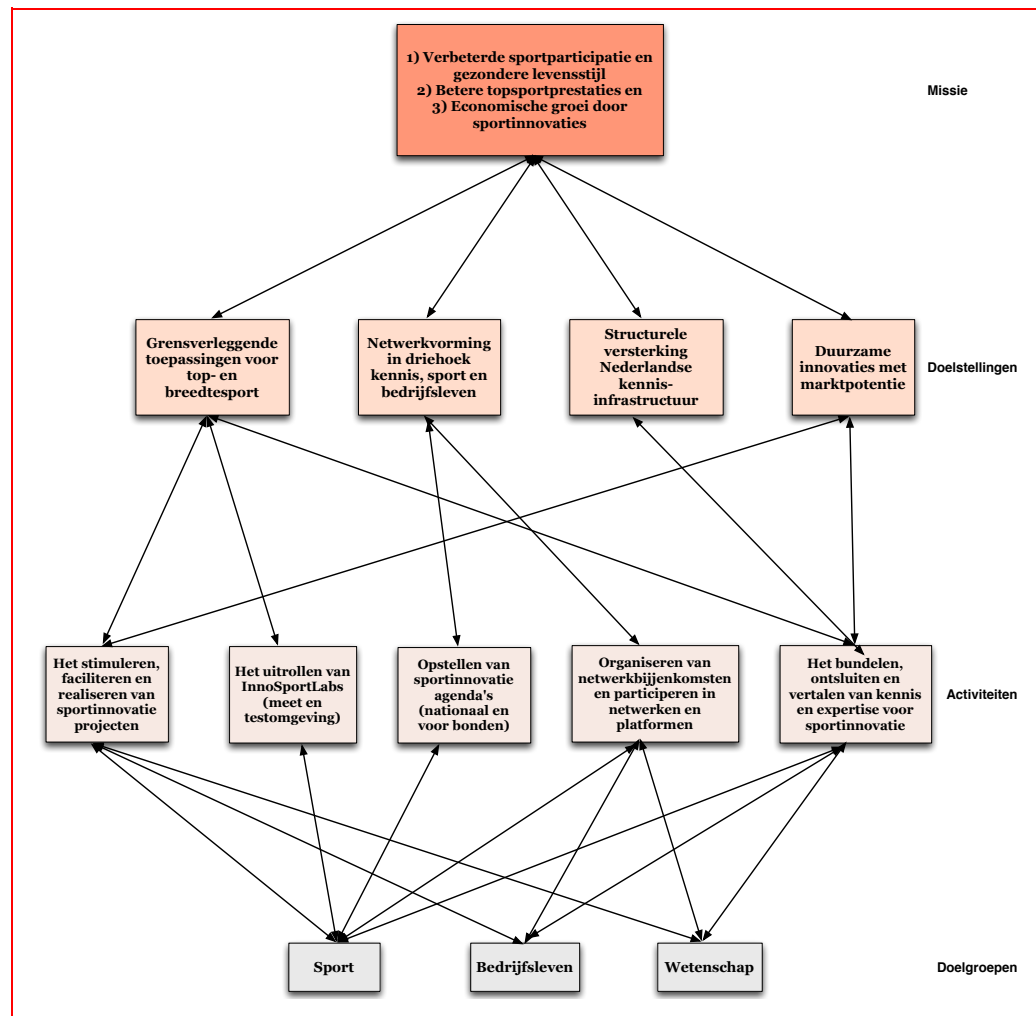 1) Verbeterde sportparticipatie en
gezondere levensstijl
2) Betere topsportprestaties en
3) Economische groei door
sportinnovaties
Missie
Grensverleggende
toepassingen voor
top- en
breedtesport
Netwerkvorming
in driehoek
kennis, sport en
bedrijfsleven
Structurele
versterking
Nederlandse
kennis-
infrastructuur
Duurzame
innovaties met
marktpotentie
Doelstellingen
Het stimuleren,
faciliteren en
realiseren van
sportinnovatie
projecten
Het uitrollen van
InnoSportLabs
(meet en
testomgeving)
Opstellen van
sportinnovatie
agenda's
(nationaal en
voor bonden)
Organiseren van
netwerkbijjenkomsten
en participeren in
netwerken en
platformen
Het bundelen,
ontsluiten en
vertalen van kennis
en expertise voor
sportinnovatie
Activiteiten
Sport
Bedrijfsleven
Wetenschap
Doelgroepen